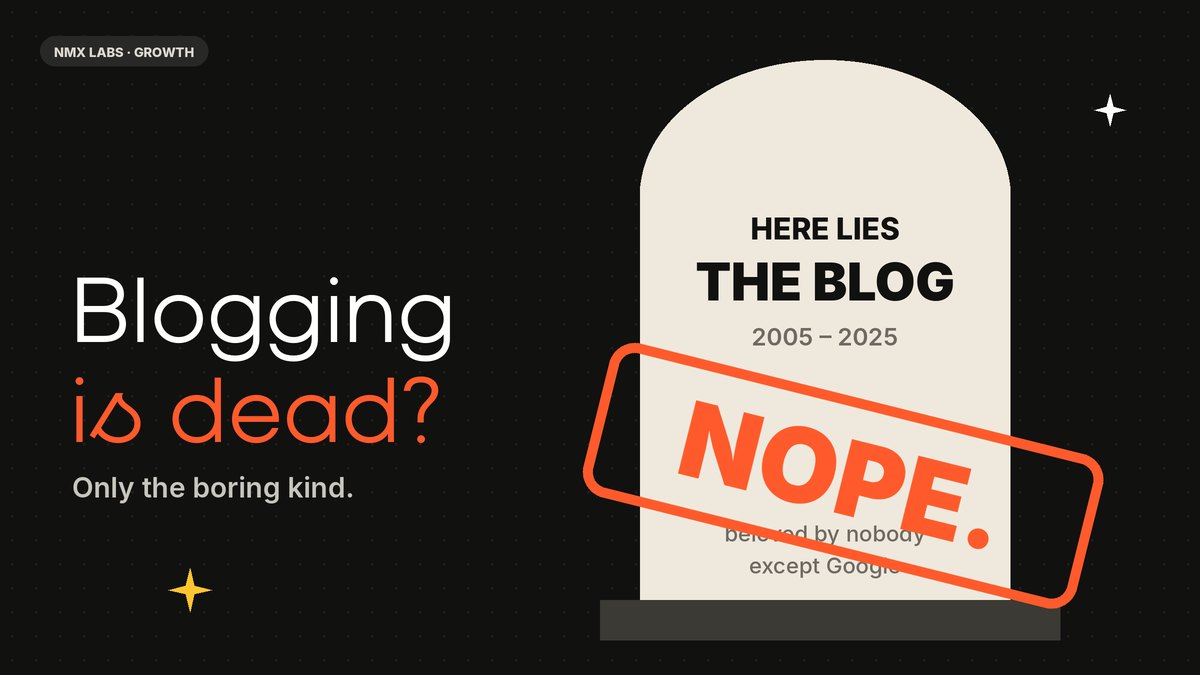 NMX LABS · GROWTH
Blogging
is dead?
Only the boring kind.
HERE LIES
THE BLOG
2005 – 2025
NOPE.
beloved by nobody
except Google